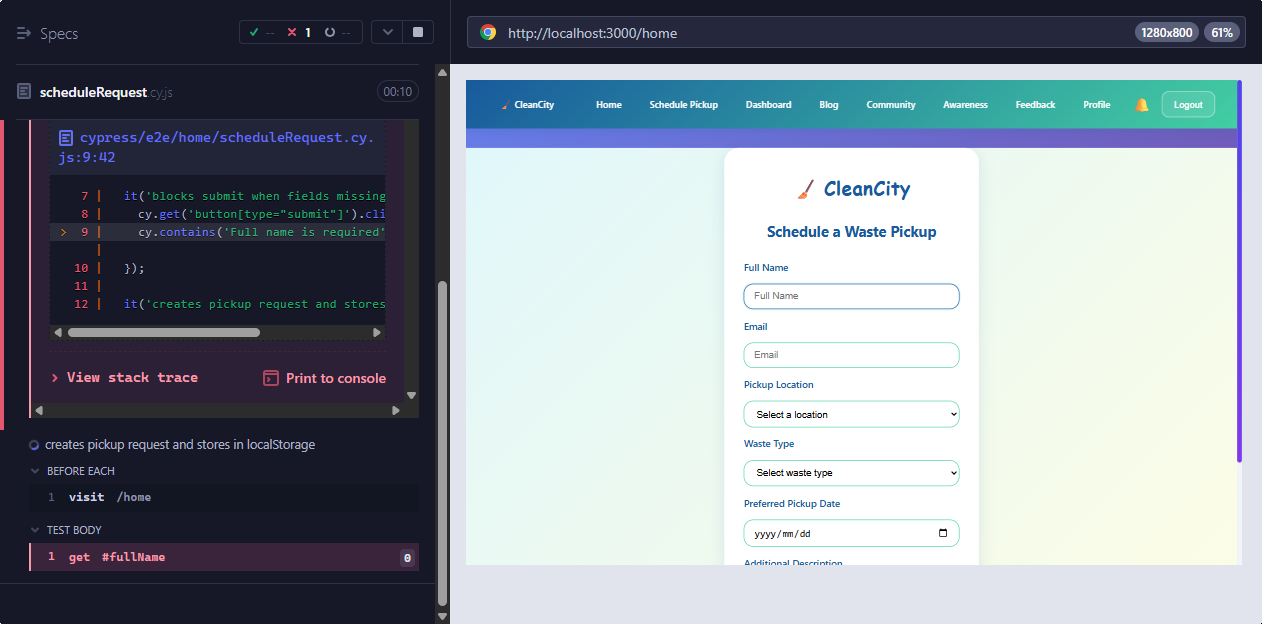 Specs
-- 1 --
scheduleRequest.cy.js
00:10
cypress/e2e/home/scheduleRequest.cy.
js:9:42
7 | it('blocks submit when fields missing
8 | cy.get('button[type="submit"]').cli
> 9 | cy.contains('Full name is required'
|
10 | });
11 |
12 | it('creates pickup request and stores
View stack trace
Print to console
creates pickup request and stores in localStorage
BEFORE EACH
1 visit /home
TEST BODY
1 get #fullName 0
http://localhost:3000/home
1280x800
61%
CleanCity
Home
Schedule Pickup
Dashboard
Blog
Community
Awareness
Feedback
Profile
Logout
CleanCity
Schedule a Waste Pickup
Full Name
Full Name
Email
Email
Pickup Location
Select a location
Waste Type
Select waste type
Preferred Pickup Date
yyyy/mm/dd
Additional Description